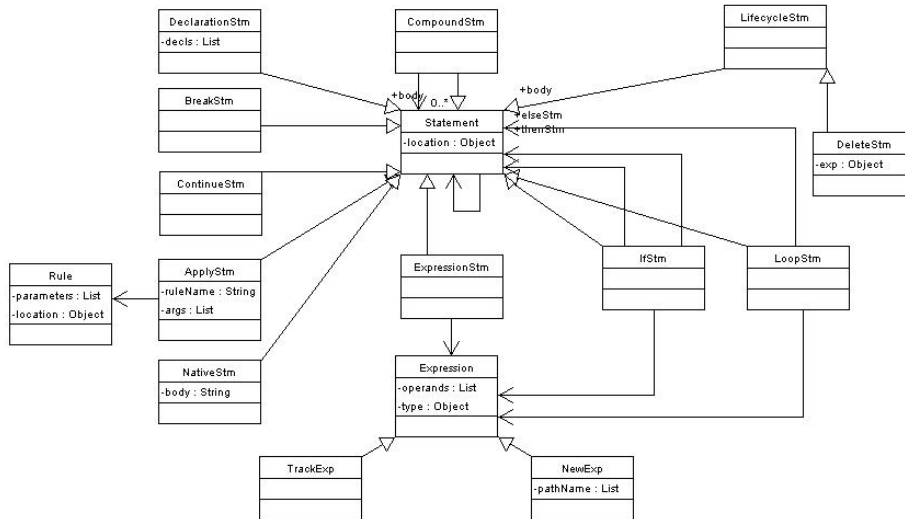 DeclarationStm
-decls : List
CompoundStm
LifecycleStm
BreakStm
+body
0..*
+body
Statement
-location : Object
+elseStm
+thenStm
DeleteStm
-exp : Object
ContinueStm
Rule
-parameters : List
-location : Object
ApplyStm
-ruleName : String
-args : List
ExpressionStm
IfStm
LoopStm
NativeStm
-body : String
Expression
-operands : List
-type : Object
TrackExp
NewExp
-pathName : List